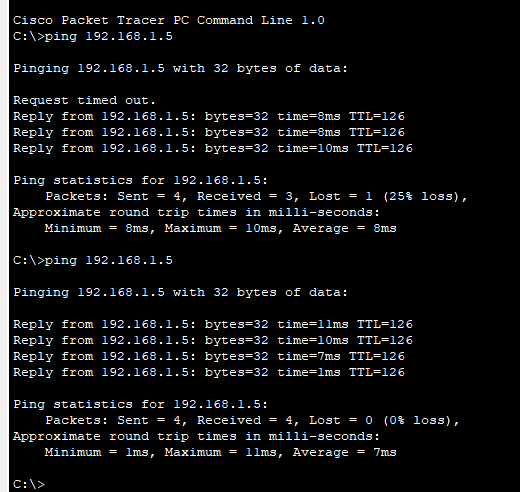 Cisco Packet Tracer PC Command Line 1.0
C:\>ping 192.168.1.5
Pinging 192.168.1.5 with 32 bytes of data:
Request timed out.
Reply from 192.168.1.5: bytes=32 time=8ms TTL=126
Reply from 192.168.1.5: bytes=32 time=8ms TTL=126
Reply from 192.168.1.5: bytes=32 time=10ms TTL=126
Ping statistics for 192.168.1.5:
Packets: Sent = 4, Received = 3, Lost = 1 (25% loss),
Approximate round trip times in milli-seconds:
Minimum = 8ms, Maximum = 10ms, Average = 8ms
C:\>ping 192.168.1.5
Pinging 192.168.1.5 with 32 bytes of data:
Reply from 192.168.1.5: bytes=32 time=11ms TTL=126
Reply from 192.168.1.5: bytes=32 time=10ms TTL=126
Reply from 192.168.1.5: bytes=32 time=7ms TTL=126
Reply from 192.168.1.5: bytes=32 time=1ms TTL=126
Ping statistics for 192.168.1.5:
Packets: Sent = 4, Received = 4, Lost = 0 (0% loss),
Approximate round trip times in milli-seconds:
Minimum = 1ms, Maximum = 11ms, Average = 7ms
C:\>